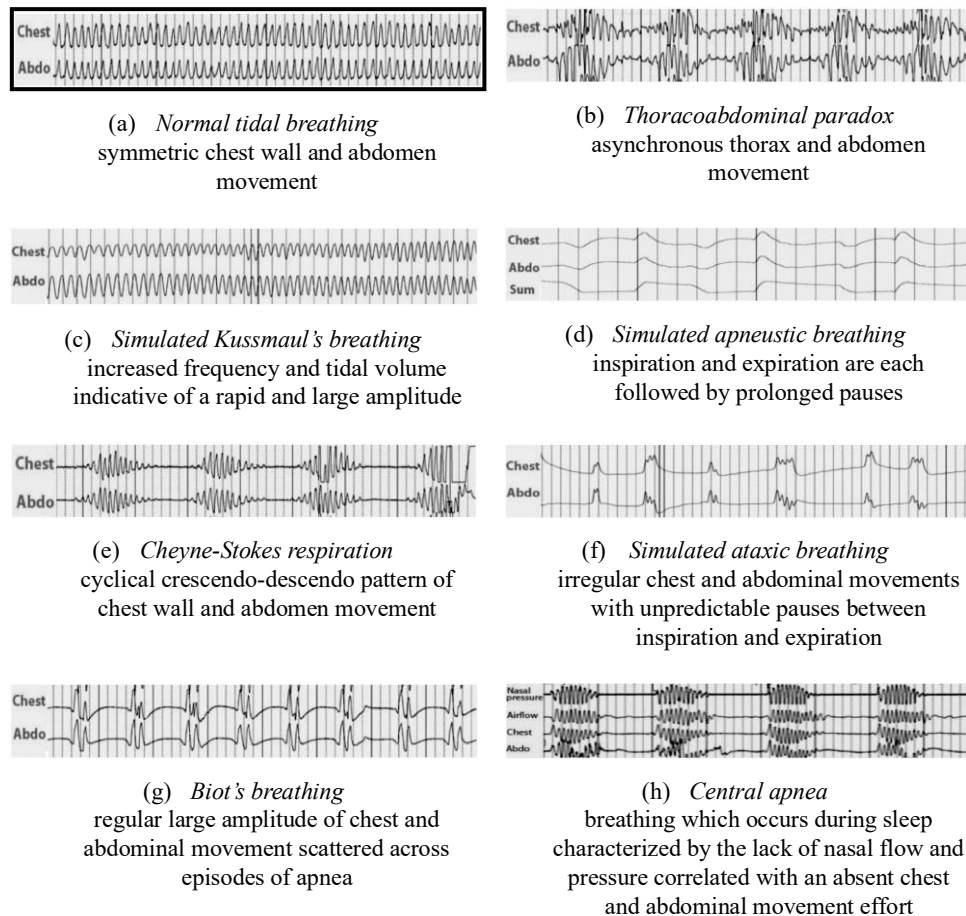 Chest
Abdo
(a) Normal tidal breathing
symmetric chest wall and abdomen
movement
Chest
Abdo
(b) Thoracoabdominal paradox
asynchronous thorax and abdomen
movement
Chest
Abdo
(c) Simulated Kussmaul's breathing
increased frequency and tidal volume
indicative of a rapid and large amplitude
Chest
Abdo
Sum
(d) Simulated apneustic breathing
inspiration and expiration are each
followed by prolonged pauses
Chest
Abdo
(e) Cheyne-Stokes respiration
cyclical crescendo-descendo pattern of
chest wall and abdomen movement
Chest
Abdo
(f) Simulated ataxic breathing
irregular chest and abdominal movements
with unpredictable pauses between
inspiration and expiration
Chest
Abdo
(g) Biot's breathing
regular large amplitude of chest and
abdominal movement scattered across
episodes of apnea
Nasal
pressure
Airflow
Chest
Abdo
(h) Central apnea
breathing which occurs during sleep
characterized by the lack of nasal flow and
pressure correlated with an absent chest
and abdominal movement effort